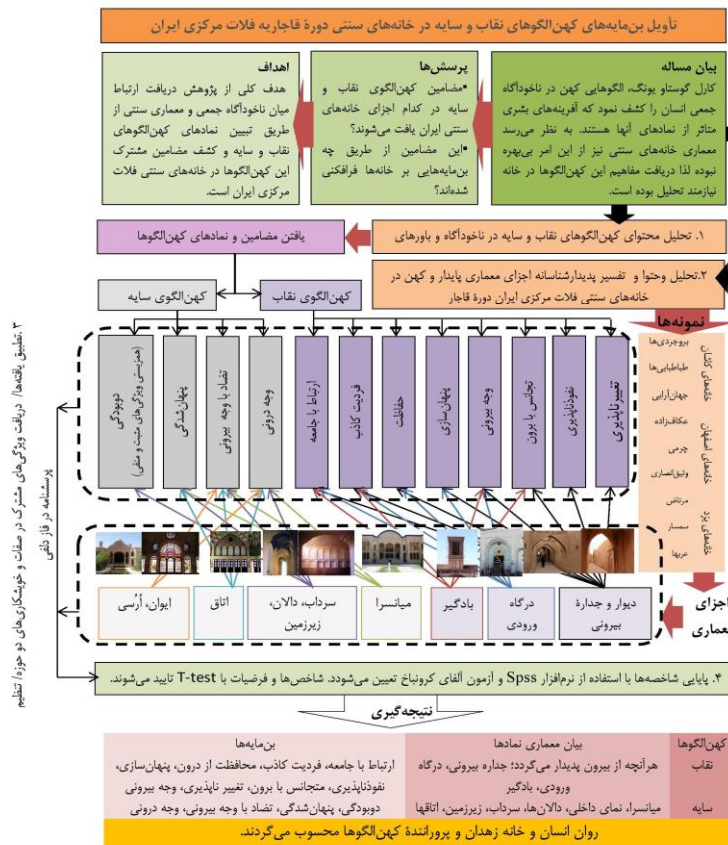 تأویل بن‌مایه‌های کهن‌الگوهای نقاب و سایه در خانه‌های سنتی دورهٔ قاجاریه فلات مرکزی ایران
بیان مساله
کارل گوستاو یونگ، الگوهایی کهن در ناخودآگاه
جمعی انسان را کشف نمود که آفرینه‌های بشری
متاثر از نمادهای آنها هستند. به نظر می‌رسد
معماری خانه‌های سنتی نیز از این امر بی‌بهره
نبوده لذا دریافت مفاهیم این کهن‌الگوها در خانه
نیازمند تحلیل بوده است.
پرسش‌ها
▪مضامین کهن‌الگوی نقاب و
سایه در کدام اجزای خانه‌های
سنتی ایران یافت می‌شوند؟
▪این مضامین از طریق چه
بن‌مایه‌هایی بر خانه‌ها فرافکنی
شده‌اند؟
اهداف
هدف کلی از پژوهش دریافت ارتباط
میان ناخودآگاه جمعی و معماری سنتی از
طریق تبیین نمادهای کهن‌الگوهای
نقاب و سایه و کشف مضامین مشترک
این کهن‌الگوها در خانه‌های سنتی فلات
مرکزی ایران است.
۱. تحلیل محتوای کهن‌الگوهای نقاب و سایه در ناخودآگاه و باورهای
یافتن مضامین و نمادهای کهن‌الگوها
۲.تحلیل وحتوا و تفسیر پدیدارشناسانه اجزای معماری پایدار و کهن در
خانه‌های سنتی فلات مرکزی ایران دورهٔ قاجار
کهن‌الگوی نقاب
کهن‌الگوی سایه
نمونه‌ها
خانه‌های کاشان
بروجردی‌ها
طباطبایی‌ها
جهان‌آرایی
خانه‌های اصفهان
عکاف‌زاده
چرمی
وثیق‌انصاری
خانه‌های یزد
مرتاض
سمسار
عربها
تغییرناپذیری
نفوذناپذیری
تجانس با برون
وجه بیرونی
پنهان‌سازی
حفاظت
فردیت کاذب
ارتباط با جامعه
وجه درونی
تضاد با وجه بیرونی
پنهان‌شدگی
دوبودگی
(همزیستی ویژگی‌های مثبت و منفی)
اجزای
معماری
دیوار و جدارهٔ
بیرونی
درگاه
ورودی
بادگیر
میانسرا
سرداب، دالان،
زیرزمین
اتاق
ایوان، اُرُسی
۳ .تطبیق یافته‌ها/ دریافت ویژگی‌های مشترک در صفات و خویشکاری‌های دو حوزه/ تنظیم
پرسشنامه در فاز دلفی
۴. پایایی شاخصه‌ها با استفاده از نرم‌افزار Spss و آزمون آلفای کرونباخ تعیین می‌شودد. شاخص‌ها و فرضیات با T-test تایید می‌شوند.
نتیجه‌گیری
کهن‌الگوها بیان معماری نمادها بن‌مایه‌ها
نقاب هرآنچه از بیرون پدیدار می‌گردد؛ جداره بیرونی، درگاه ارتباط با جامعه، فردیت کاذب، محافظت از درون، پنهان‌سازی،
ورودی، بادگیر نفوذناپذیری، متجانس با برون، تغییر ناپذیری، وجه بیرونی
سایه میانسرا، نمای داخلی، دالان‌ها، سرداب، زیرزمین، اتاقها دوبودگی، پنهان‌شدگی، تضاد با وجه بیرونی، وجه درونی
روان انسان و خانه زهدان و پرورانندهٔ کهن‌الگوها محسوب می‌گردند.